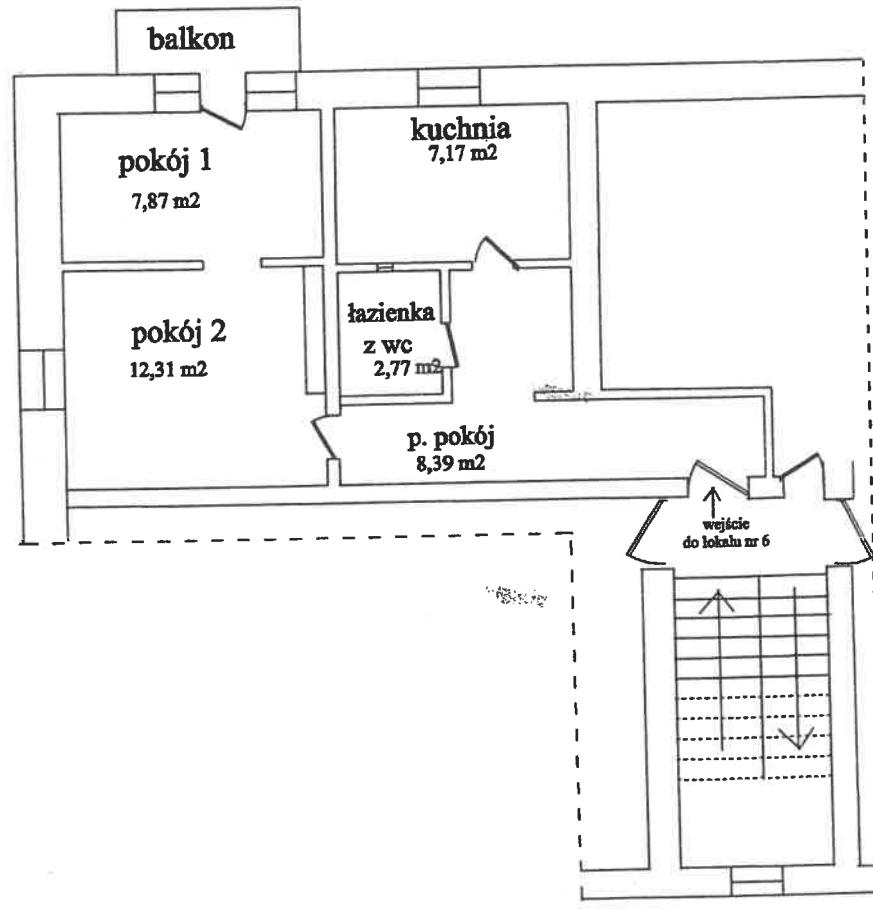 balkon
pokój 1
7,87 m2
kuchnia
7,17 m2
pokój 2
12,31 m2
łazienka
z wc
2,77 m2
p. pokój
8,39 m2
wejście
do lokalu nr 6